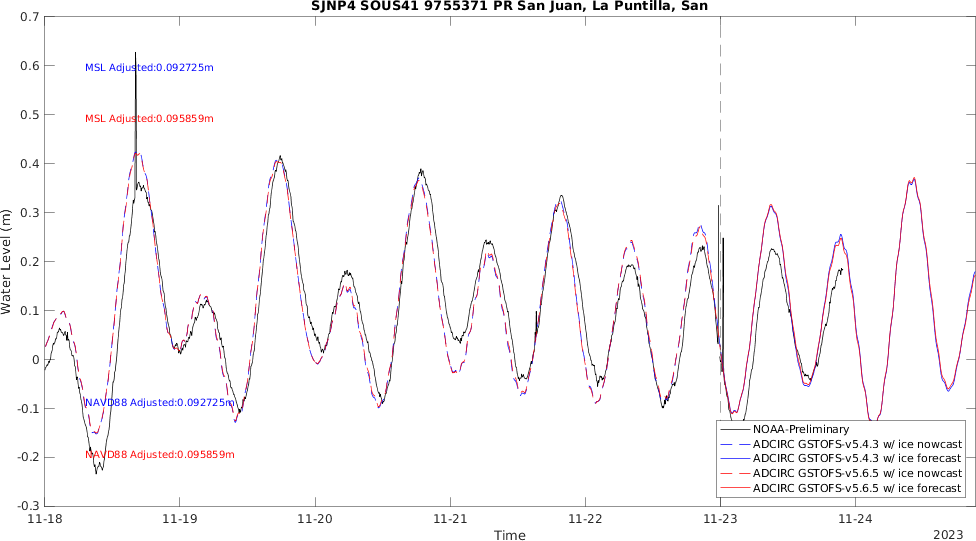 SJNP4 SOUS41 9755371 PR San Juan, La Puntilla, San
Water Level (m)
0.7
0.6
0.5
0.4
0.3
0.2
0.1
0
-0.1
-0.2
-0.3
MSL Adjusted:0.092725m
MSL Adjusted:0.095859m
NAVD88 Adjusted:0.092725m
NAVD88 Adjusted:0.095859m
NOAA-Preliminary
ADCIRC GSTOFS-v5.4.3 w/ ice nowcast
ADCIRC GSTOFS-v5.4.3 w/ ice forecast
ADCIRC GSTOFS-v5.6.5 w/ ice nowcast
ADCIRC GSTOFS-v5.6.5 w/ ice forecast
11-18 11-19 11-20 11-21 11-22 11-23 11-24
Time
2023